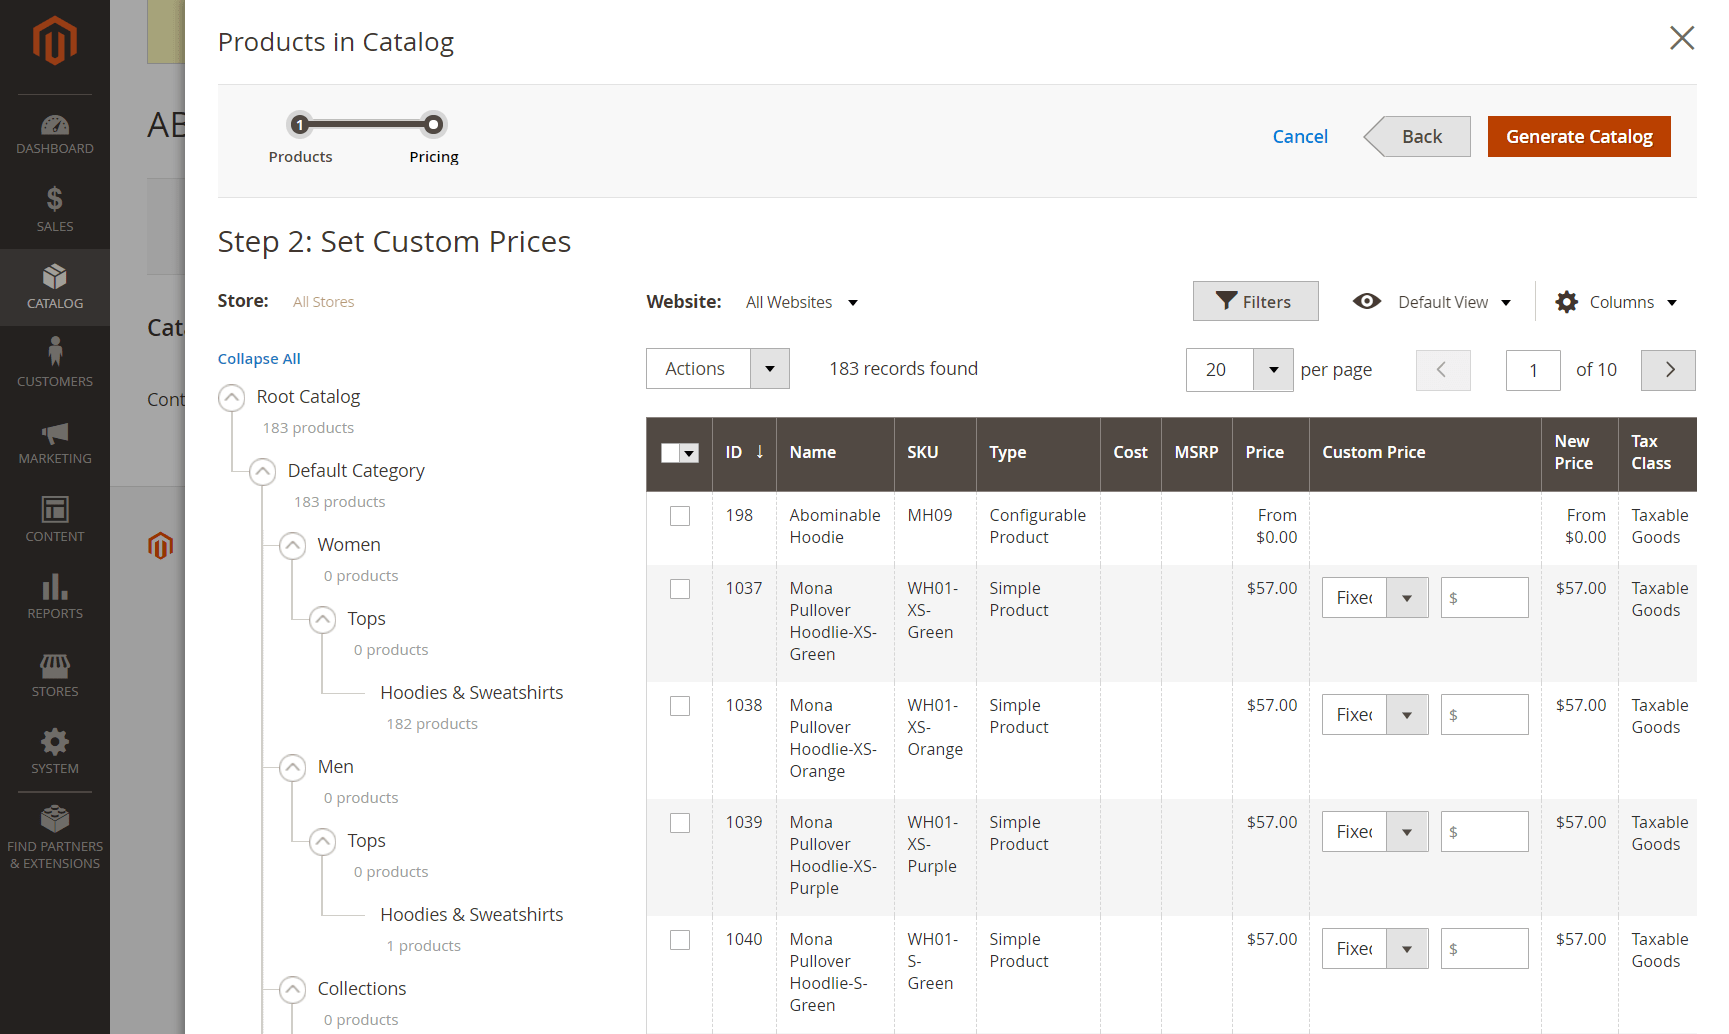 DASHBOARD
SALES
CATALOG
CUSTOMERS
MARKETING
CONTENT
REPORTS
STORES
SYSTEM
FIND PARTNERS
& EXTENSIONS
AB
Cat
Cont
Products in Catalog
1
Products
Pricing
Cancel
Back
Generate Catalog
Step 2: Set Custom Prices
Store: All Stores
Collapse All
Root Catalog
183 products
Default Category
183 products
Women
0 products
Tops
0 products
Hoodies & Sweatshirts
182 products
Men
0 products
Tops
0 products
Hoodies & Sweatshirts
1 products
Collections
0 products
Website: All Websites
Filters
Default View
Columns
Actions
183 records found
20 per page
1 of 10
ID ↓ Name SKU Type Cost MSRP Price Custom Price New Price Tax Class
198 Abominable MH09 Configurable From From Taxable
Hoodie Product $0.00 $0.00 Goods
1037 Mona WH01- Simple $57.00 Fixed $ $57.00 Taxable
Pullover XS- Product Goods
Hoodlie-XS- Green
Green
1038 Mona WH01- Simple $57.00 Fixed $ $57.00 Taxable
Pullover XS- Product Goods
Hoodlie-XS- Orange
Orange
1039 Mona WH01- Simple $57.00 Fixed $ $57.00 Taxable
Pullover XS- Product Goods
Hoodlie-XS- Purple
Purple
1040 Mona WH01- Simple $57.00 Fixed $ $57.00 Taxable
Pullover S- Product Goods
Hoodlie-S- Green
Green